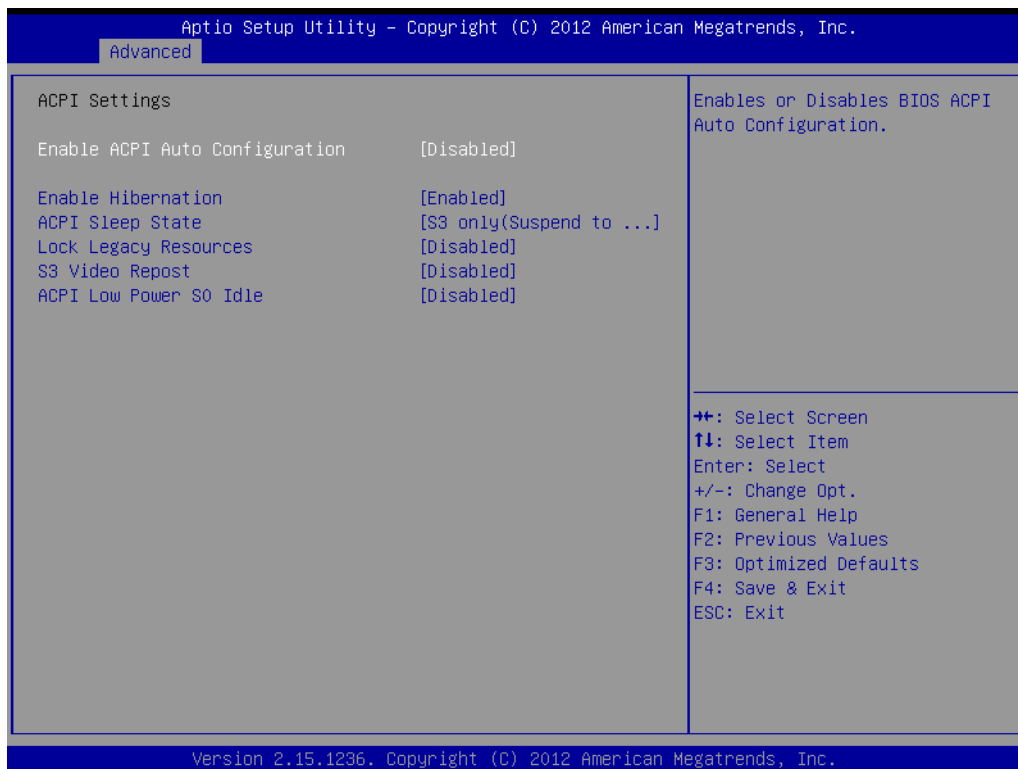 Aptio Setup Utility – Copyright (C) 2012 American Megatrends, Inc.
Advanced
ACPI Settings
Enable ACPI Auto Configuration [Disabled]
Enable Hibernation [Enabled]
ACPI Sleep State [S3 only(Suspend to ...]
Lock Legacy Resources [Disabled]
S3 Video Repost [Disabled]
ACPI Low Power S0 Idle [Disabled]
Enables or Disables BIOS ACPI
Auto Configuration.
→←: Select Screen
↑↓: Select Item
Enter: Select
+/-: Change Opt.
F1: General Help
F2: Previous Values
F3: Optimized Defaults
F4: Save & Exit
ESC: Exit
Version 2.15.1236. Copyright (C) 2012 American Megatrends, Inc.